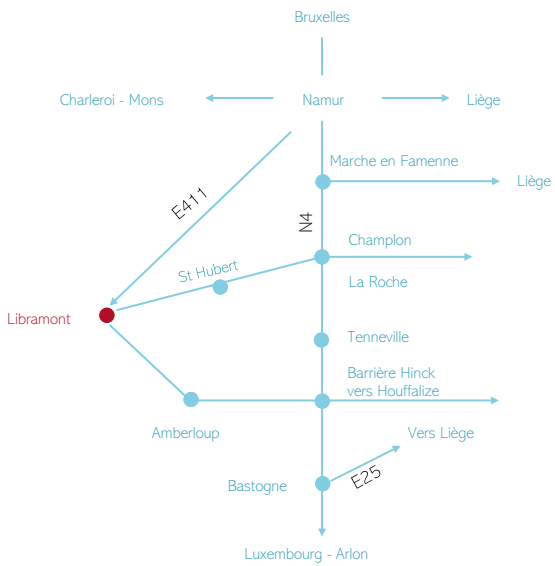 Bruxelles
Charleroi - Mons
Namur
Liège
Marche en Famenne
Liège
E411
N4
Champlon
St Hubert
La Roche
Libramont
Tenneville
Barrière Hinck
vers Houffalize
Amberloup
Vers Liège
E25
Bastogne
Luxembourg - Arlon